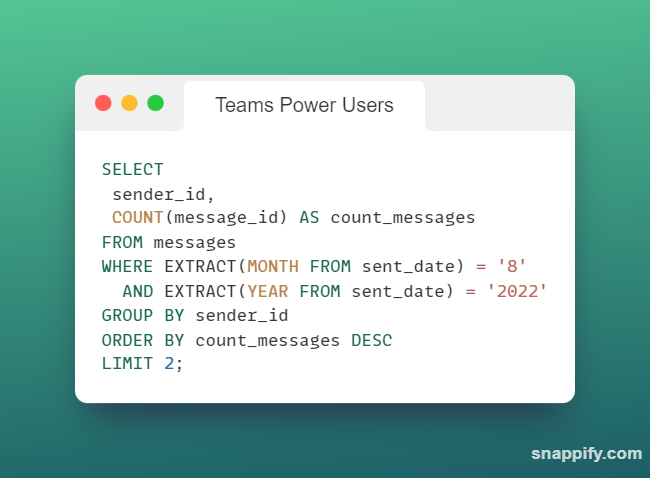 Teams Power Users
SELECT
 sender_id,
 COUNT(message_id) AS count_messages
FROM messages
WHERE EXTRACT(MONTH FROM sent_date) = '8'
  AND EXTRACT(YEAR FROM sent_date) = '2022'
GROUP BY sender_id
ORDER BY count_messages DESC
LIMIT 2;
snappify.com